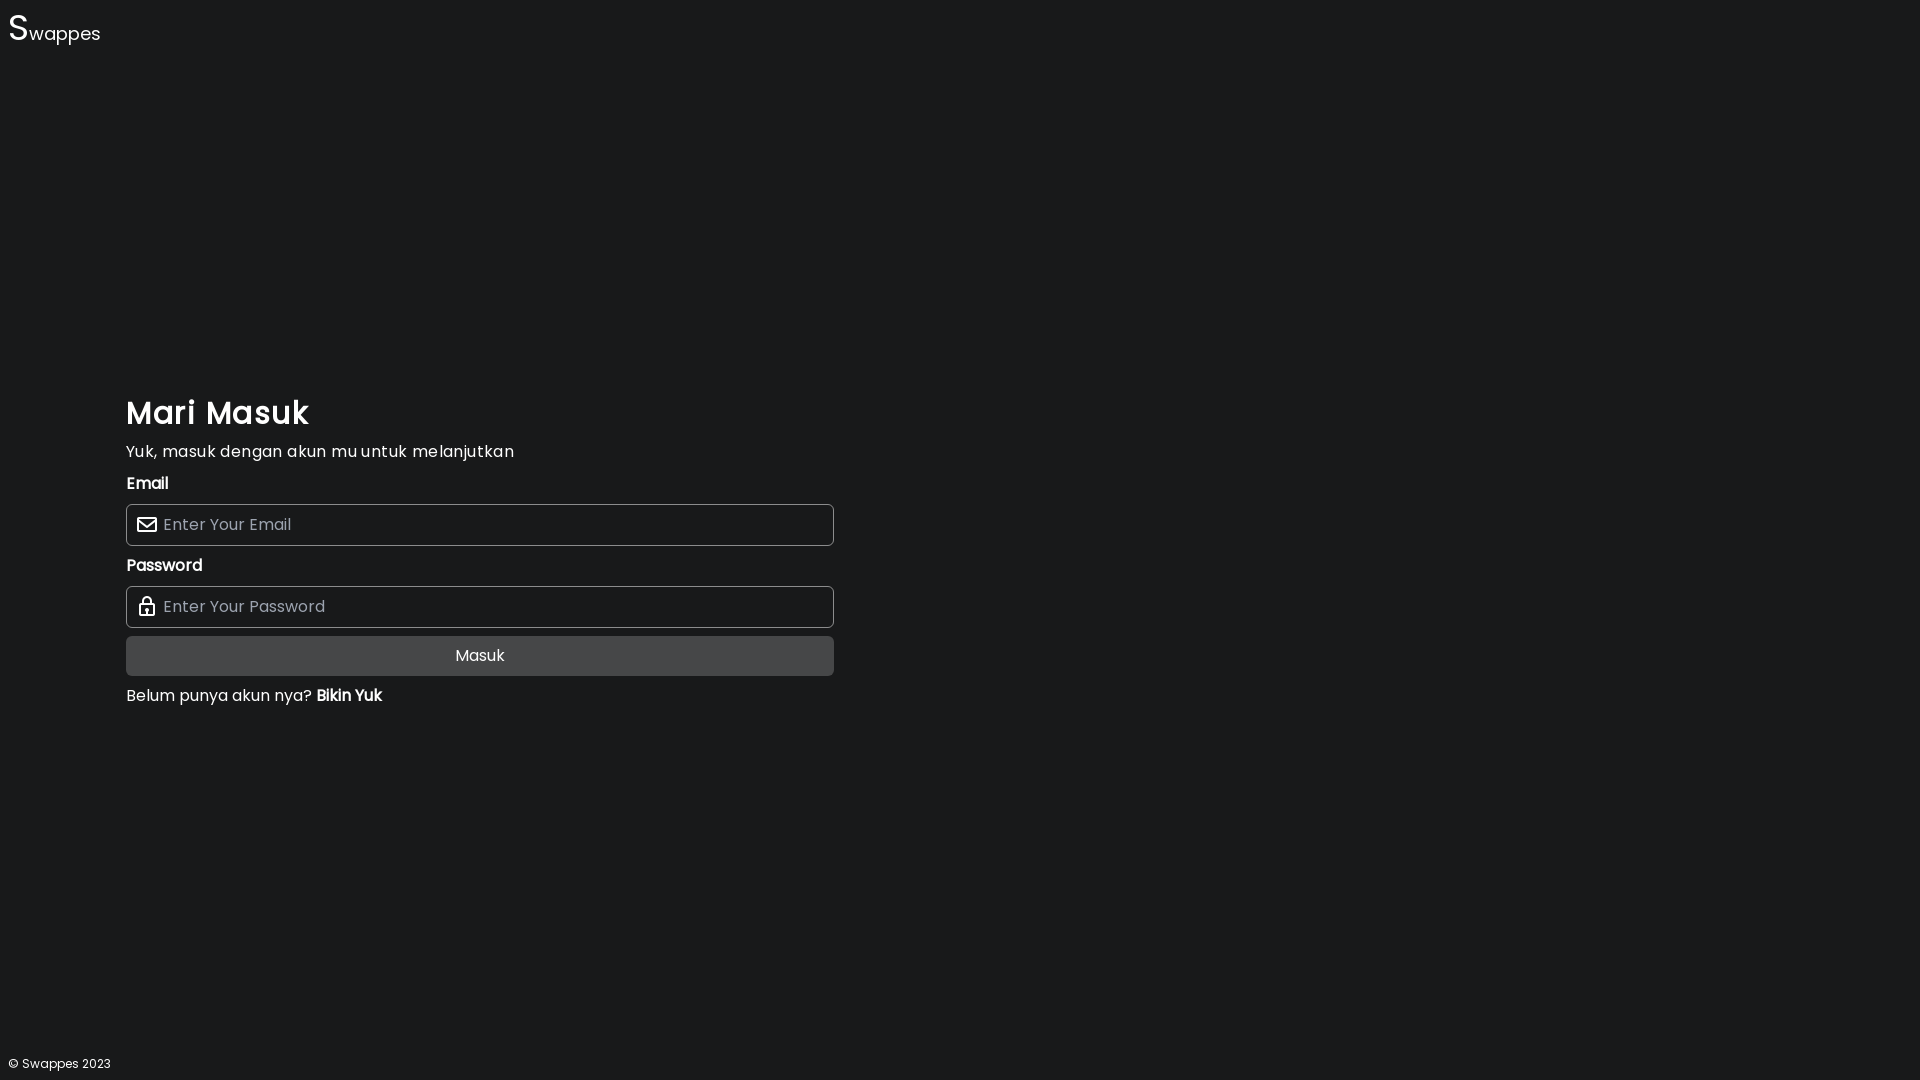 Swappes
Mari Masuk
Yuk, masuk dengan akun mu untuk melanjutkan
Email
Enter Your Email
Password
Enter Your Password
Masuk
Belum punya akun nya? Bikin Yuk
© Swappes 2023